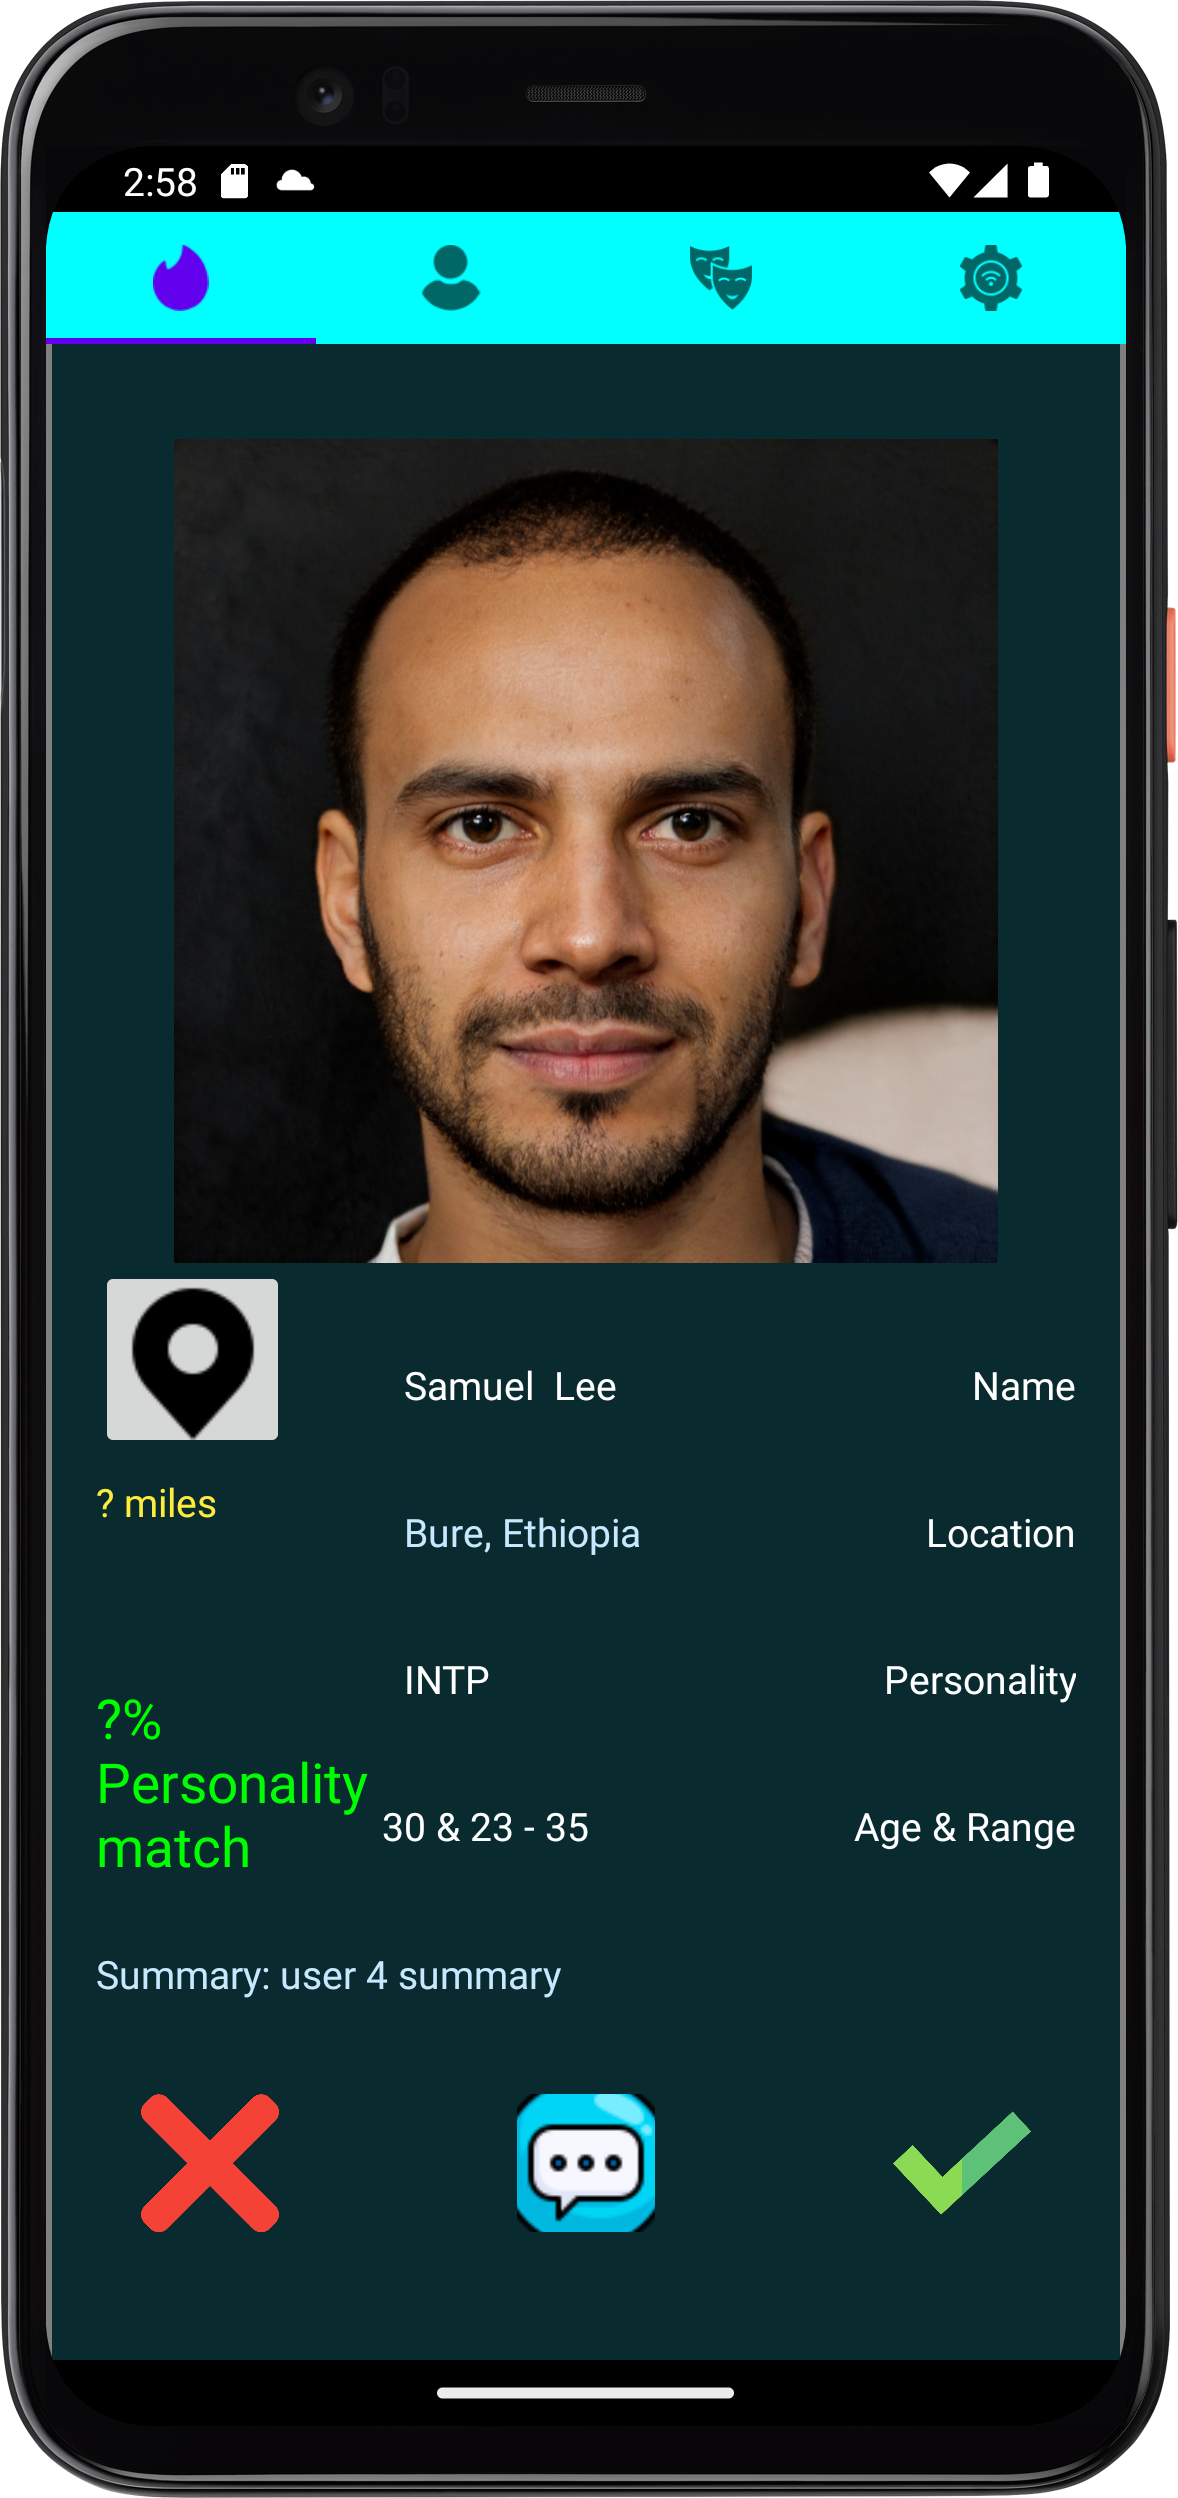 2:58
Samuel  Lee
Name
? miles
Bure, Ethiopia
Location
INTP
Personality
?%
Personality
match
30 & 23 - 35
Age & Range
Summary: user 4 summary